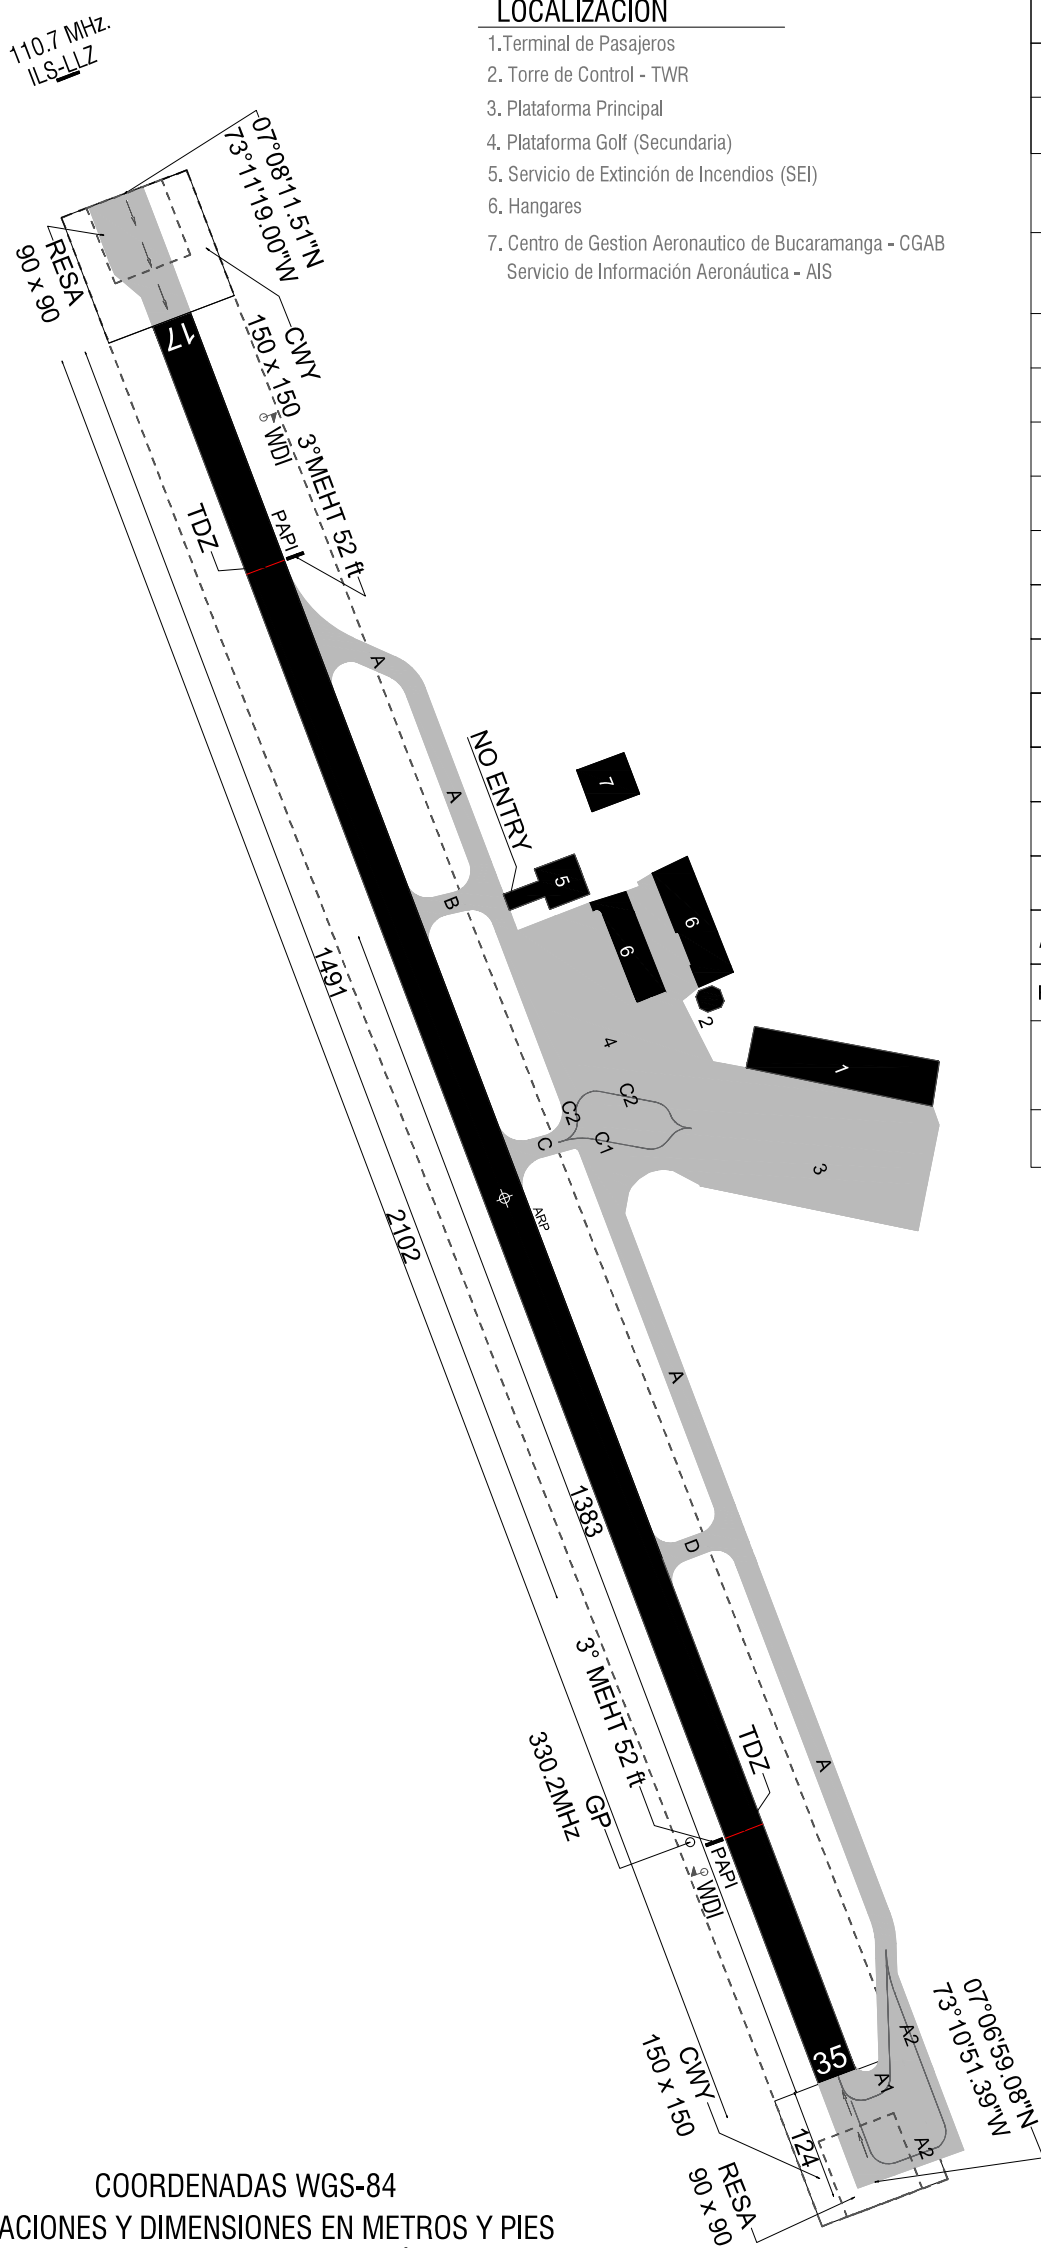 LOCALIZACIÓN
1.Terminal de Pasajeros
2. Torre de Control - TWR
3. Plataforma Principal
4. Plataforma Golf (Secundaria)
5. Servicio de Extinción de Incendios (SEI)
6. Hangares
7. Centro de Gestion Aeronautico de Bucaramanga - CGAB
Servicio de Información Aeronáutica - AIS
110.7 MHz.
ILS-LLZ
07°08'11.51"N
73°11'19.00"W
RESA
90 x 90
17
CWY
150 x 150
WDI
3°MEHT 52 ft
TDZ
PAPI
A
A
NO ENTRY
7
5
B
6
6
2
1491
4
1
C2
C2
C
C1
3
ARP
2102
A
1383
D
3° MEHT 52 ft
TDZ
A
GP
330.2MHz
PAPI
WDI
07°06'59.08"N
73°10'51.39"W
35
A2
A1
A2
CWY
150 x 150
124
RESA
90 x 90
COORDENADAS WGS-84
ACIONES Y DIMENSIONES EN METROS Y PIES